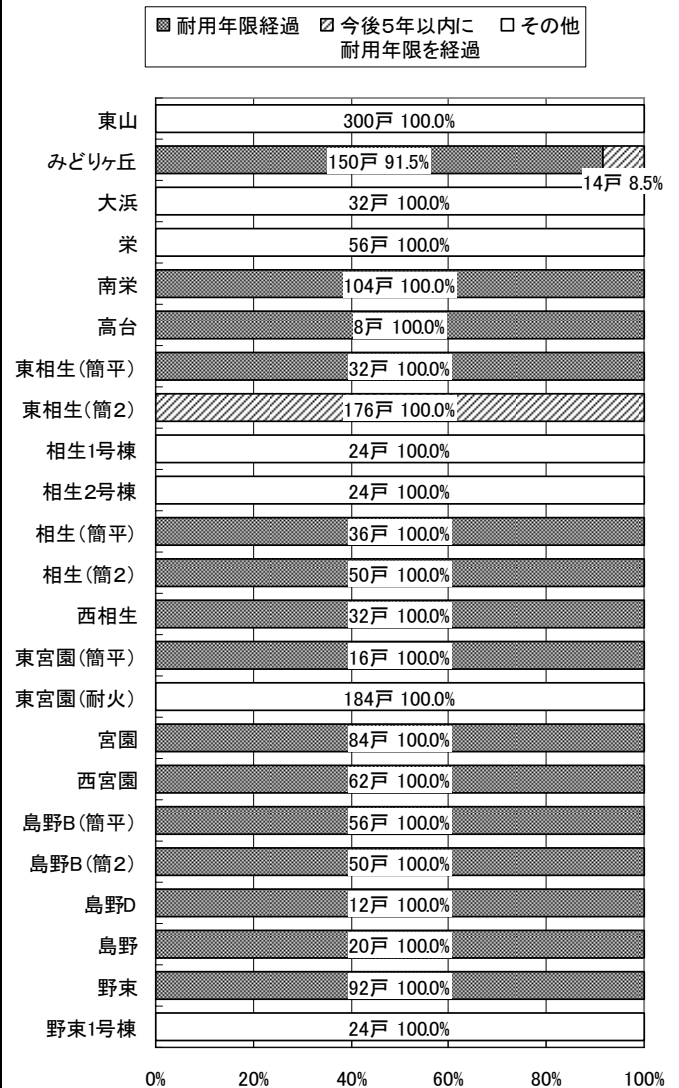 耐用年限経過 今後5年以内に その他
耐用年限を経過
東山 300戸 100.0%
みどりヶ丘 150戸 91.5%
14戸 8.5%
大浜 32戸 100.0%
栄 56戸 100.0%
南栄 104戸 100.0%
高台 8戸 100.0%
東相生(簡平) 32戸 100.0%
東相生(簡2) 176戸 100.0%
相生1号棟 24戸 100.0%
相生2号棟 24戸 100.0%
相生(簡平) 36戸 100.0%
相生(簡2) 50戸 100.0%
西相生 32戸 100.0%
東宮園(簡平) 16戸 100.0%
東宮園(耐火) 184戸 100.0%
宮園 84戸 100.0%
西宮園 62戸 100.0%
島野B(簡平) 56戸 100.0%
島野B(簡2) 50戸 100.0%
島野D 12戸 100.0%
島野 20戸 100.0%
野束 92戸 100.0%
野束1号棟 24戸 100.0%
0% 20% 40% 60% 80% 100%